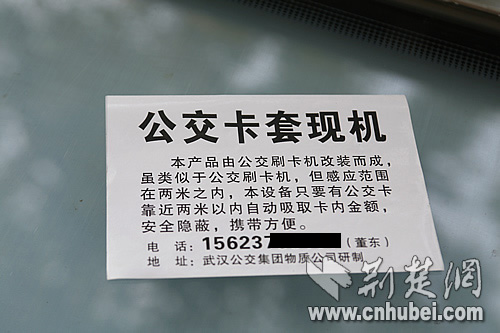 公交卡套现机
本产品由公交刷卡机改装而成，
虽类似于公交刷卡机，但感应范围
在两米之内，本设备只要有公交卡
靠近两米以内自动吸取卡内金额，
安全隐蔽，携带方便。
电　话：156237（董东）
地　址：武汉公交集团物质公司研制
荆楚網
www.cnhubei.com